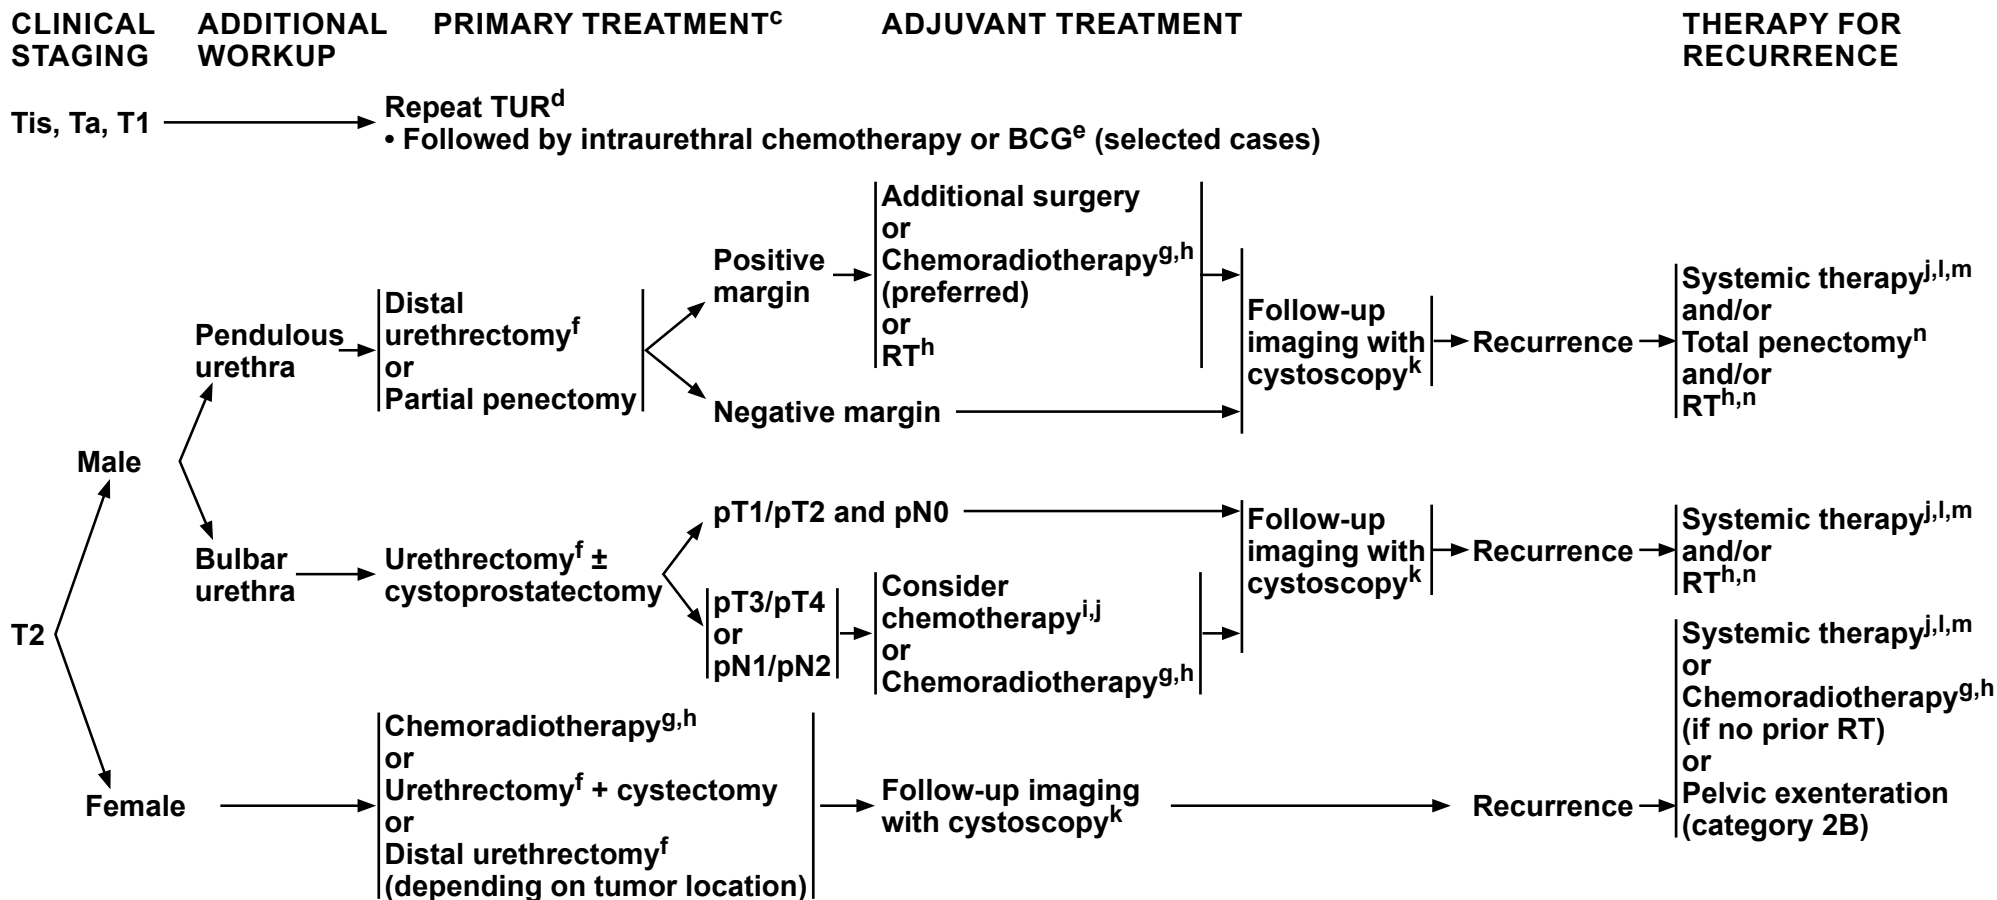 CLINICAL
STAGING
ADDITIONAL
WORKUP
PRIMARY TREATMENTᶜ
ADJUVANT TREATMENT
THERAPY FOR
RECURRENCE
Tis, Ta, T1
Repeat TURᵈ
• Followed by intraurethral chemotherapy or BCGᵉ (selected cases)
T2
Male
Pendulous
urethra
Distal
urethrectomyᶠ
or
Partial penectomy
Positive
margin
Additional surgery
or
Chemoradiotherapyᵍ,ʰ
(preferred)
or
RTʰ
Negative margin
Follow-up
imaging with
cystoscopyᵏ
Recurrence
Systemic therapyʲ,ˡ,ᵐ
and/or
Total penectomyⁿ
and/or
RTʰ,ⁿ
Bulbar
urethra
Urethrectomyᶠ ±
cystoprostatectomy
pT1/pT2 and pN0
pT3/pT4
or
pN1/pN2
Consider
chemotherapyⁱ,ʲ
or
Chemoradiotherapyᵍ,ʰ
Follow-up
imaging with
cystoscopyᵏ
Recurrence
Systemic therapyʲ,ˡ,ᵐ
and/or
RTʰ,ⁿ
Female
Chemoradiotherapyᵍ,ʰ
or
Urethrectomyᶠ + cystectomy
or
Distal urethrectomyᶠ
(depending on tumor location)
Follow-up imaging
with cystoscopyᵏ
Recurrence
Systemic therapyʲ,ˡ,ᵐ
or
Chemoradiotherapyᵍ,ʰ
(if no prior RT)
or
Pelvic exenteration
(category 2B)